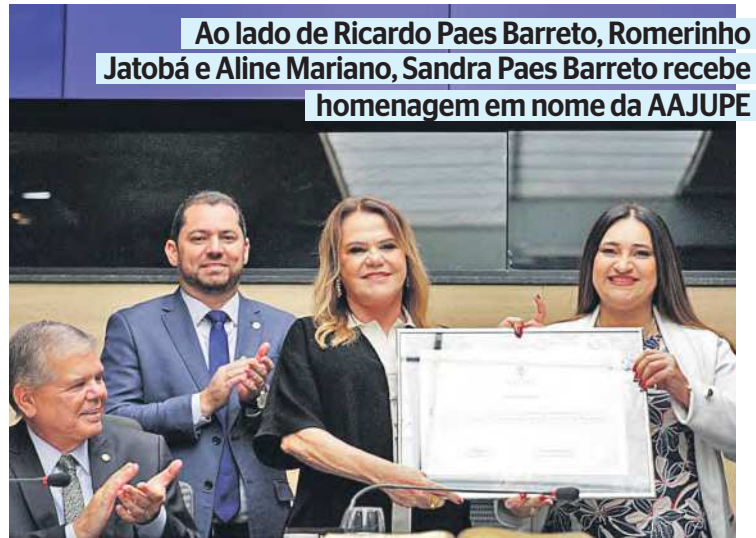 Ao lado de Ricardo Paes Barreto, Romerinho
Jatobá e Aline Mariano, Sandra Paes Barreto recebe
homenagem em nome da AAJUPE